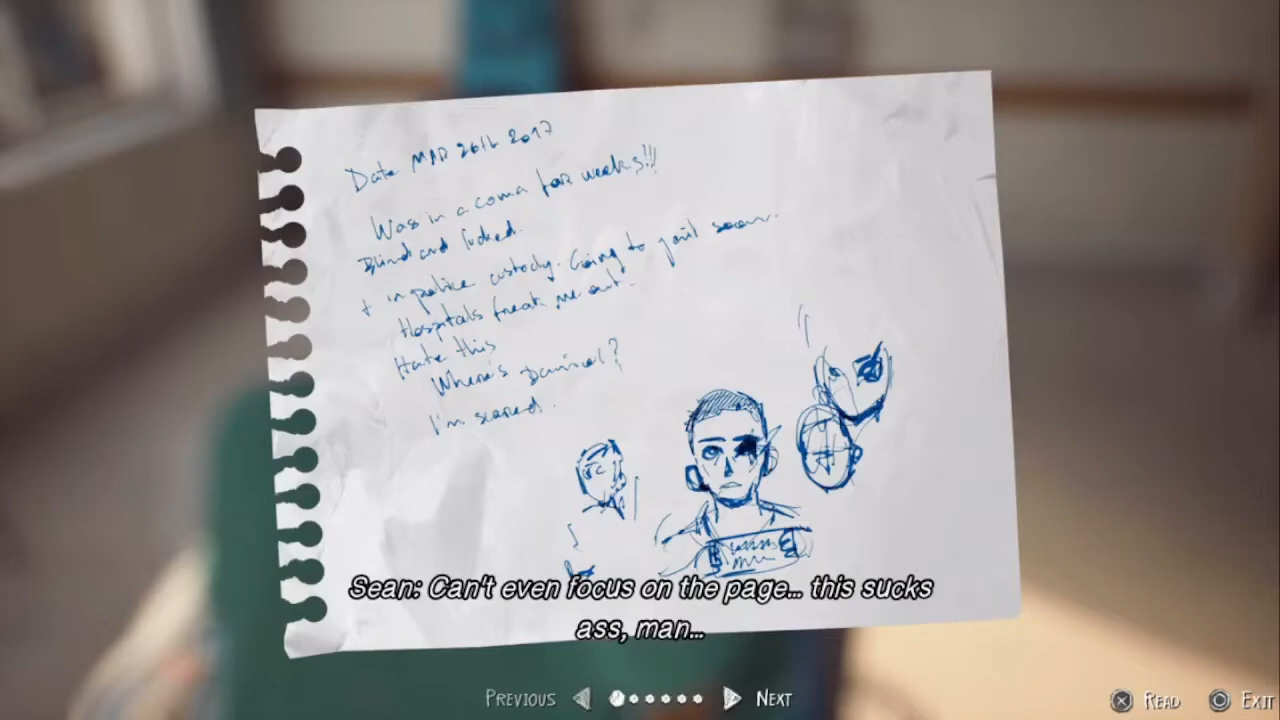 Date MAR 26th 2017
Was in a coma for weeks!!!
Blind and fucked.
+ in police custody. Going to jail soon.
Hospitals freak me out.
Hate this
Where's Daniel?
I'm scared.
Sean: Can't even focus on the page... this sucks
ass, man...
PREVIOUS NEXT
READ EXIT